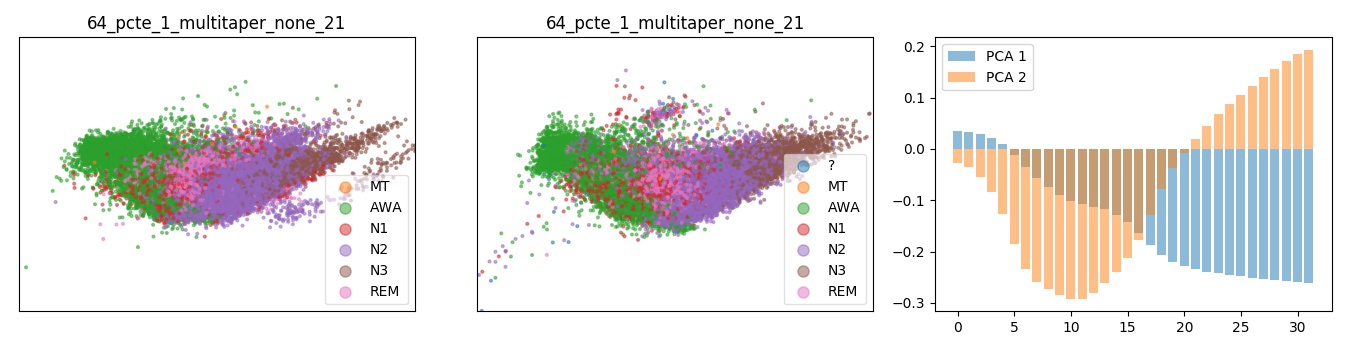 64_pcte_1_multitaper_none_21
MT
AWA
N1
N2
N3
REM
64_pcte_1_multitaper_none_21
?
MT
AWA
N1
N2
N3
REM
PCA 1
PCA 2
0.2
0.1
0.0
−0.1
−0.2
−0.3
0 5 10 15 20 25 30